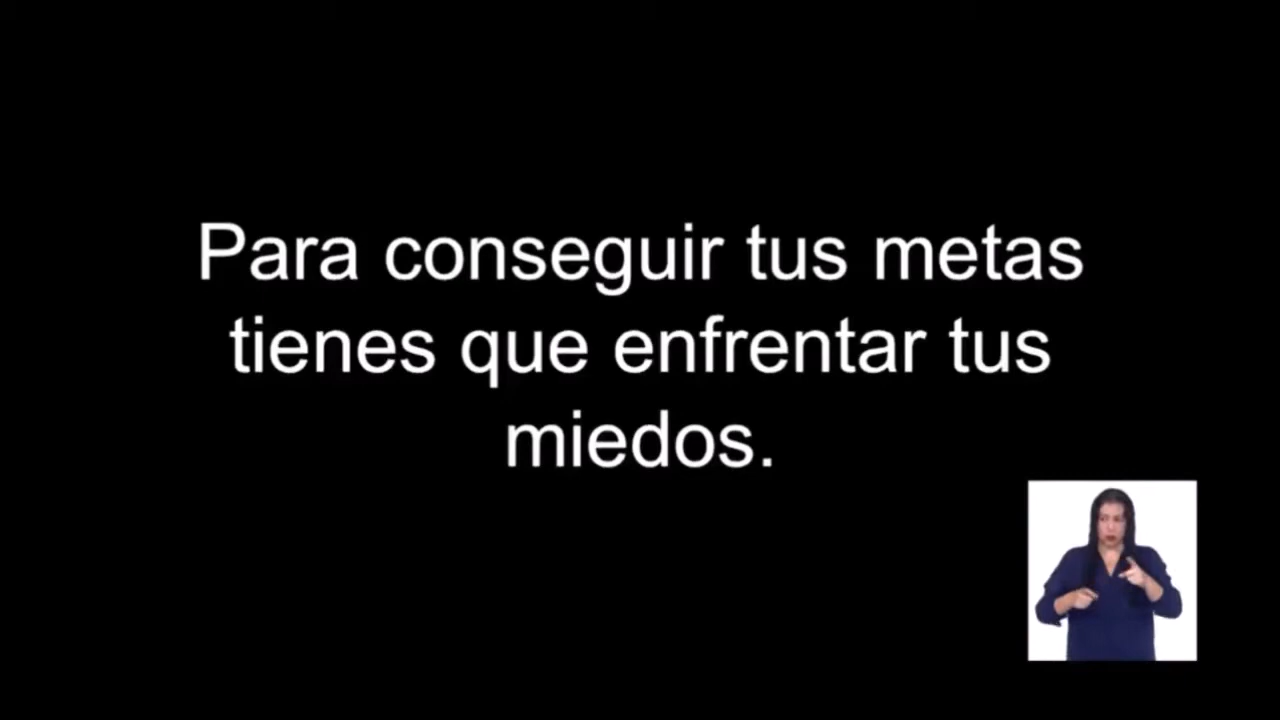 Para conseguir tus metas
tienes que enfrentar tus
miedos.